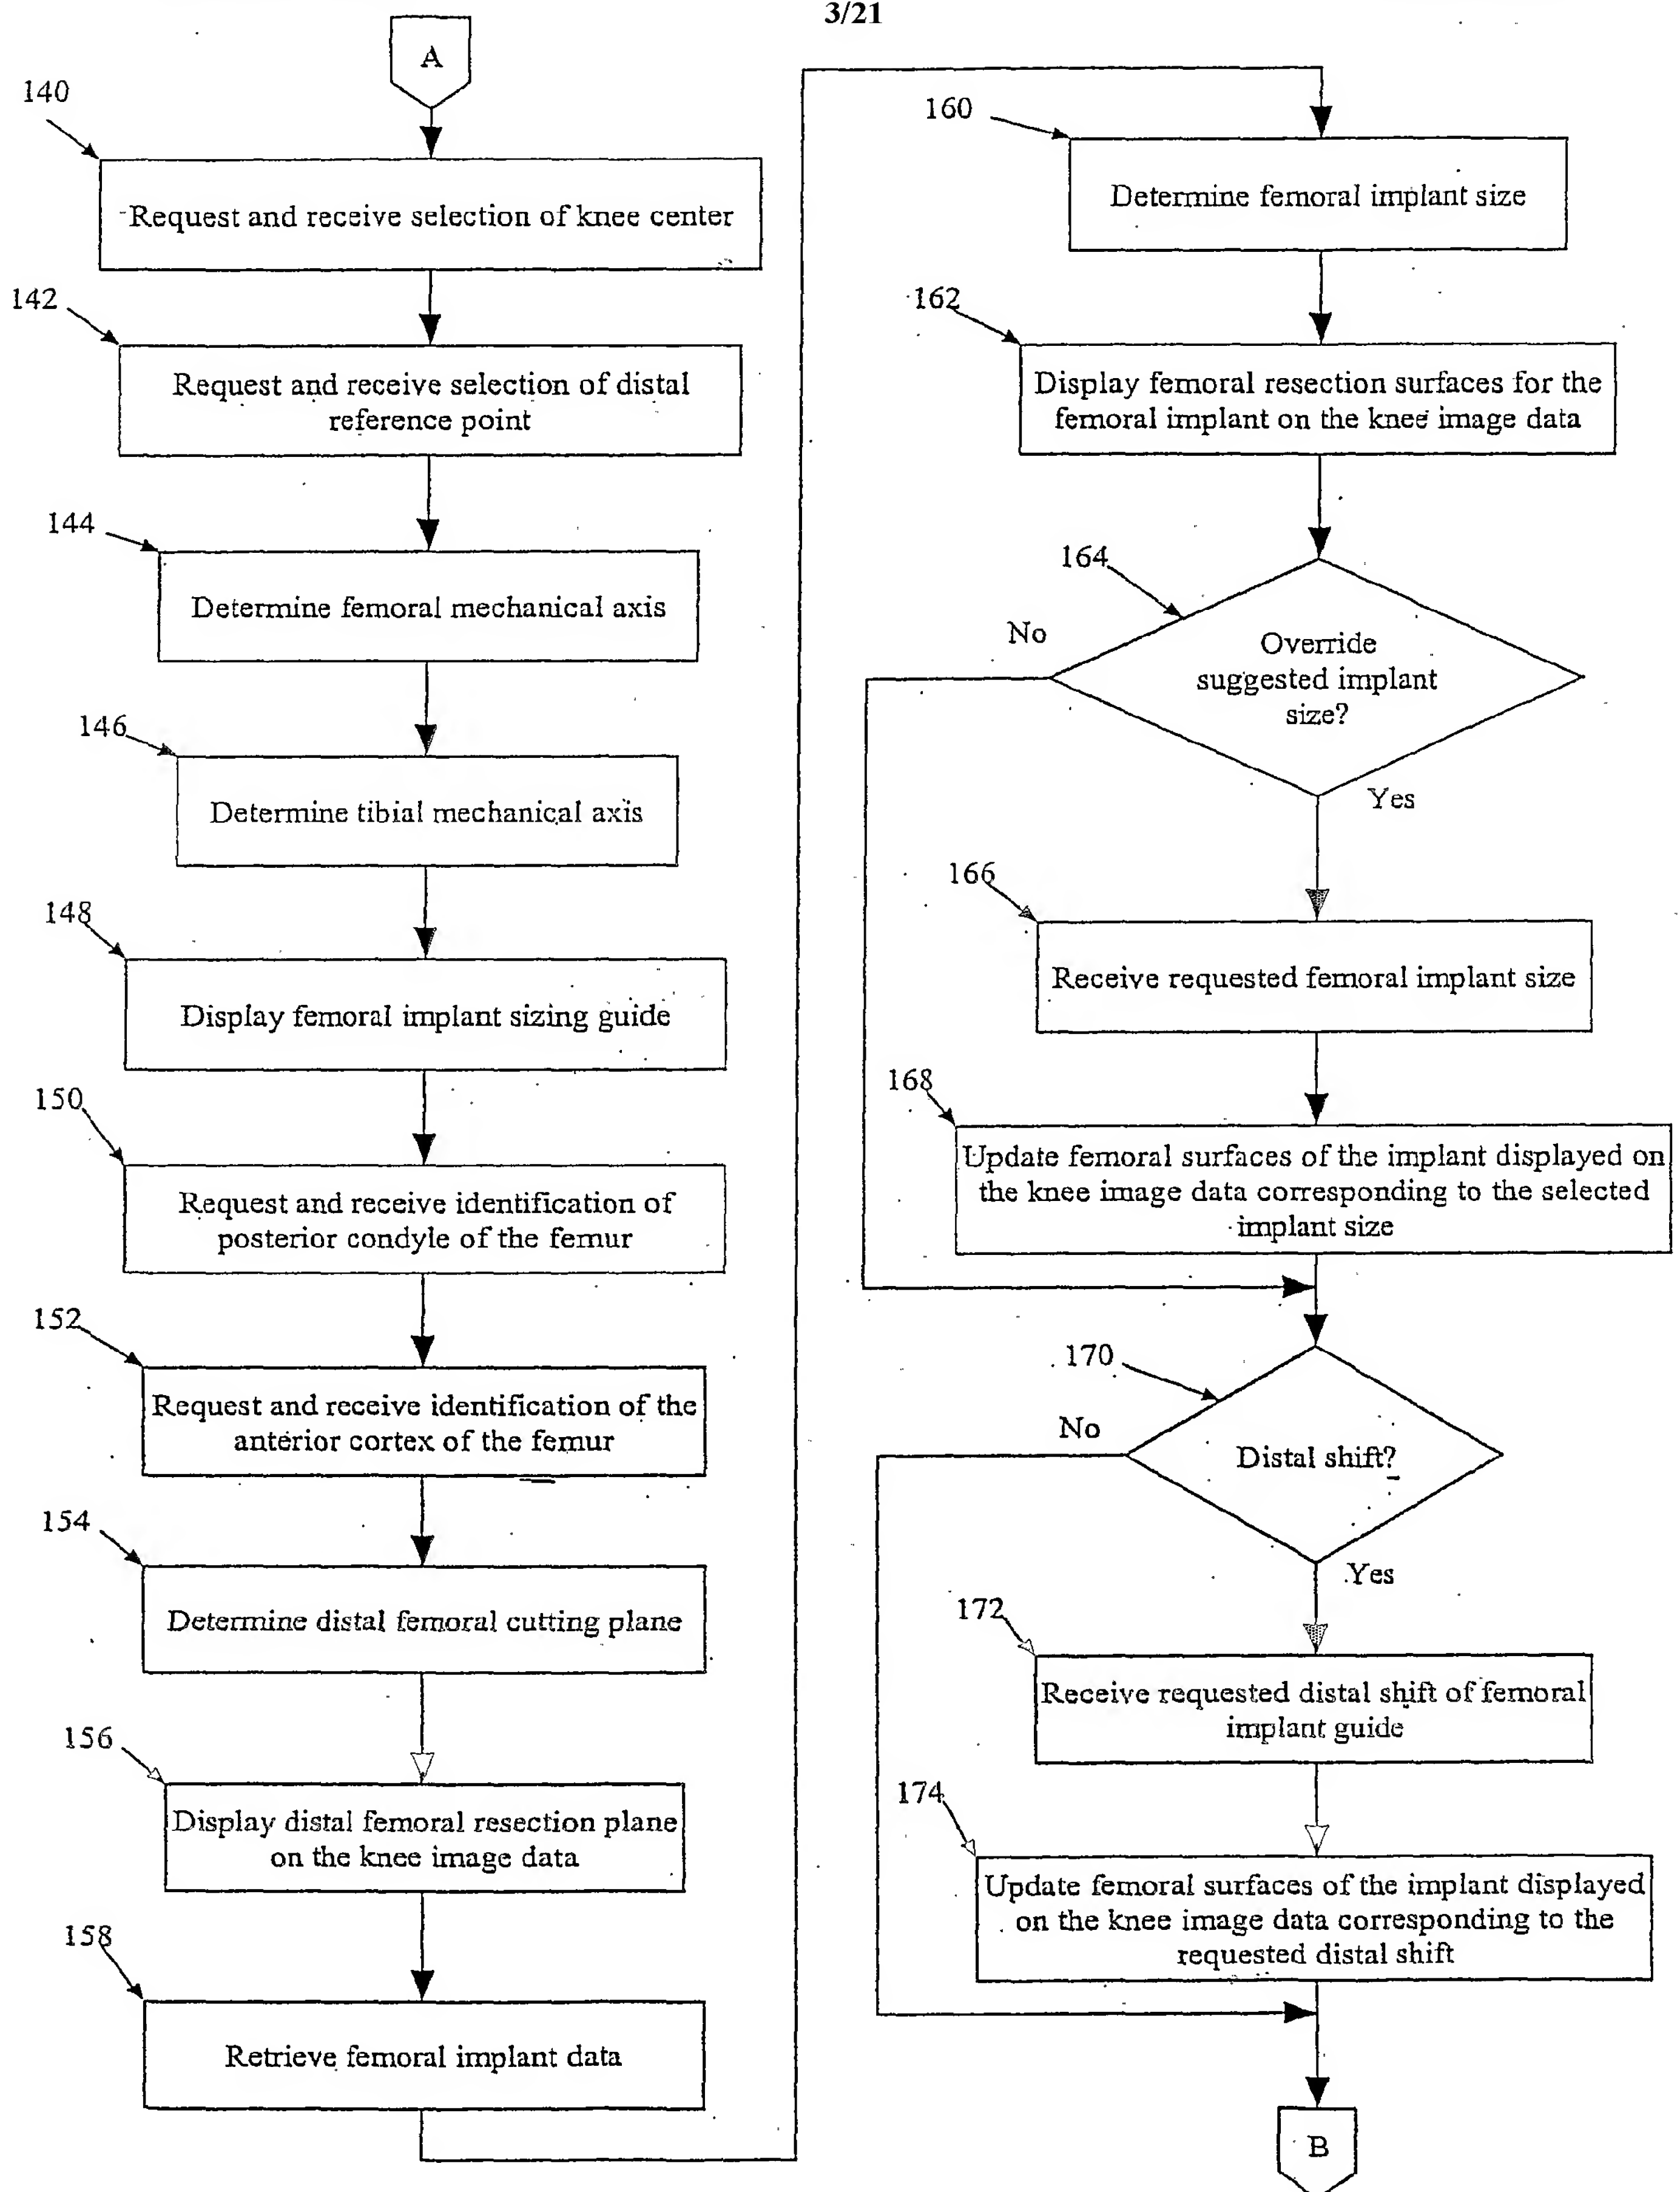 3/21
A
140
Request and receive selection of knee center
142
Request and receive selection of distal
reference point
144
Determine femoral mechanical axis
146
Determine tibial mechanical axis
148
Display femoral implant sizing guide
150
Request and receive identification of
posterior condyle of the femur
152
Request and receive identification of the
anterior cortex of the femur
154
Determine distal femoral cutting plane
156
Display distal femoral resection plane
on the knee image data
158
Retrieve femoral implant data
160
Determine femoral implant size
162
Display femoral resection surfaces for the
femoral implant on the knee image data
164
No
Override
suggested implant
size?
Yes
166
Receive requested femoral implant size
168
Update femoral surfaces of the implant displayed on
the knee image data corresponding to the selected
implant size
170
No
Distal shift?
Yes
172
Receive requested distal shift of femoral
implant guide
174
Update femoral surfaces of the implant displayed
on the knee image data corresponding to the
requested distal shift
B